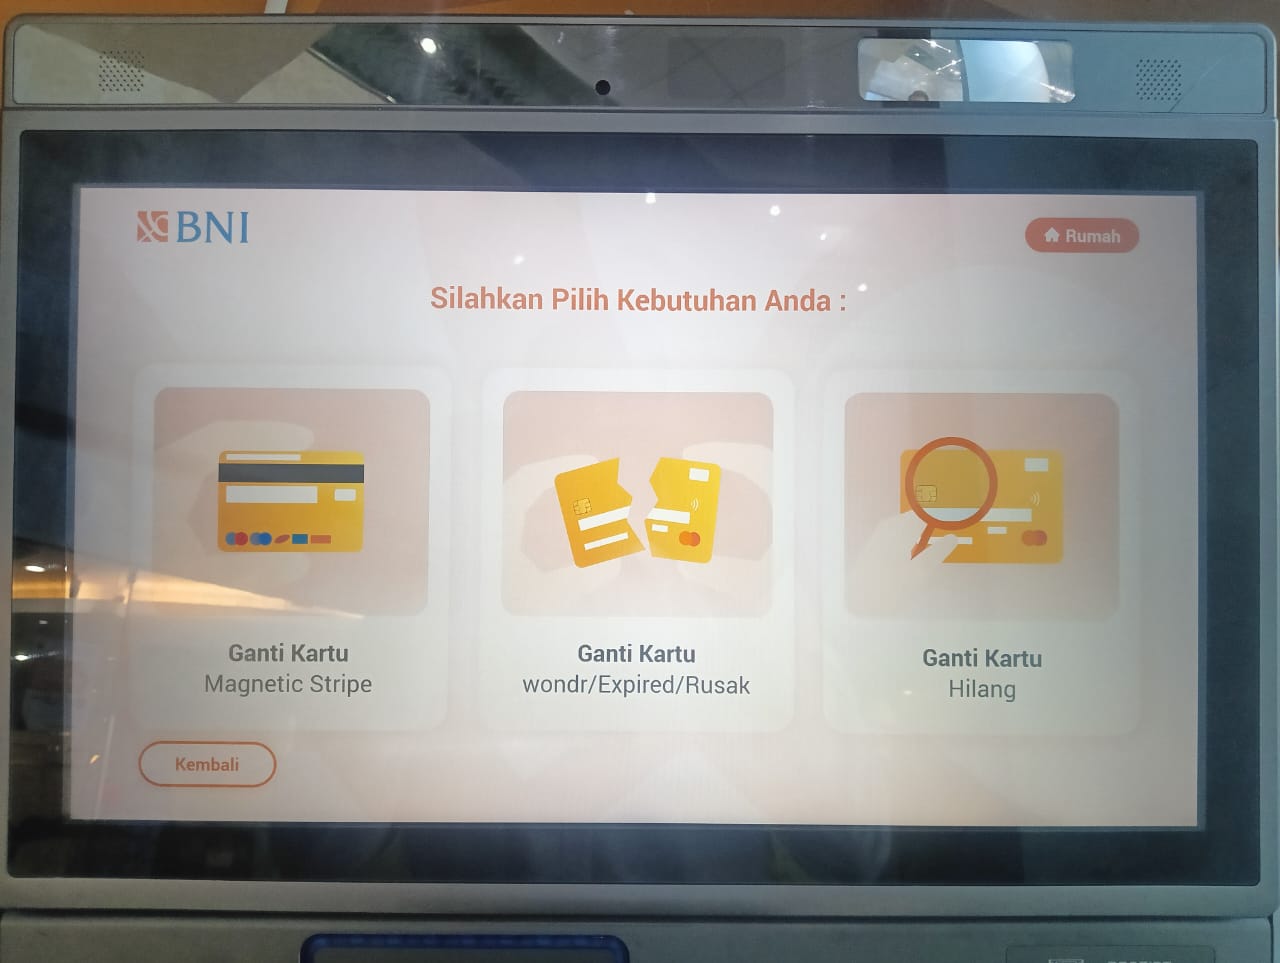 BNI
Rumah
Silahkan Pilih Kebutuhan Anda :
Ganti Kartu
Magnetic Stripe
Ganti Kartu
wondr/Expired/Rusak
Ganti Kartu
Hilang
Kembali